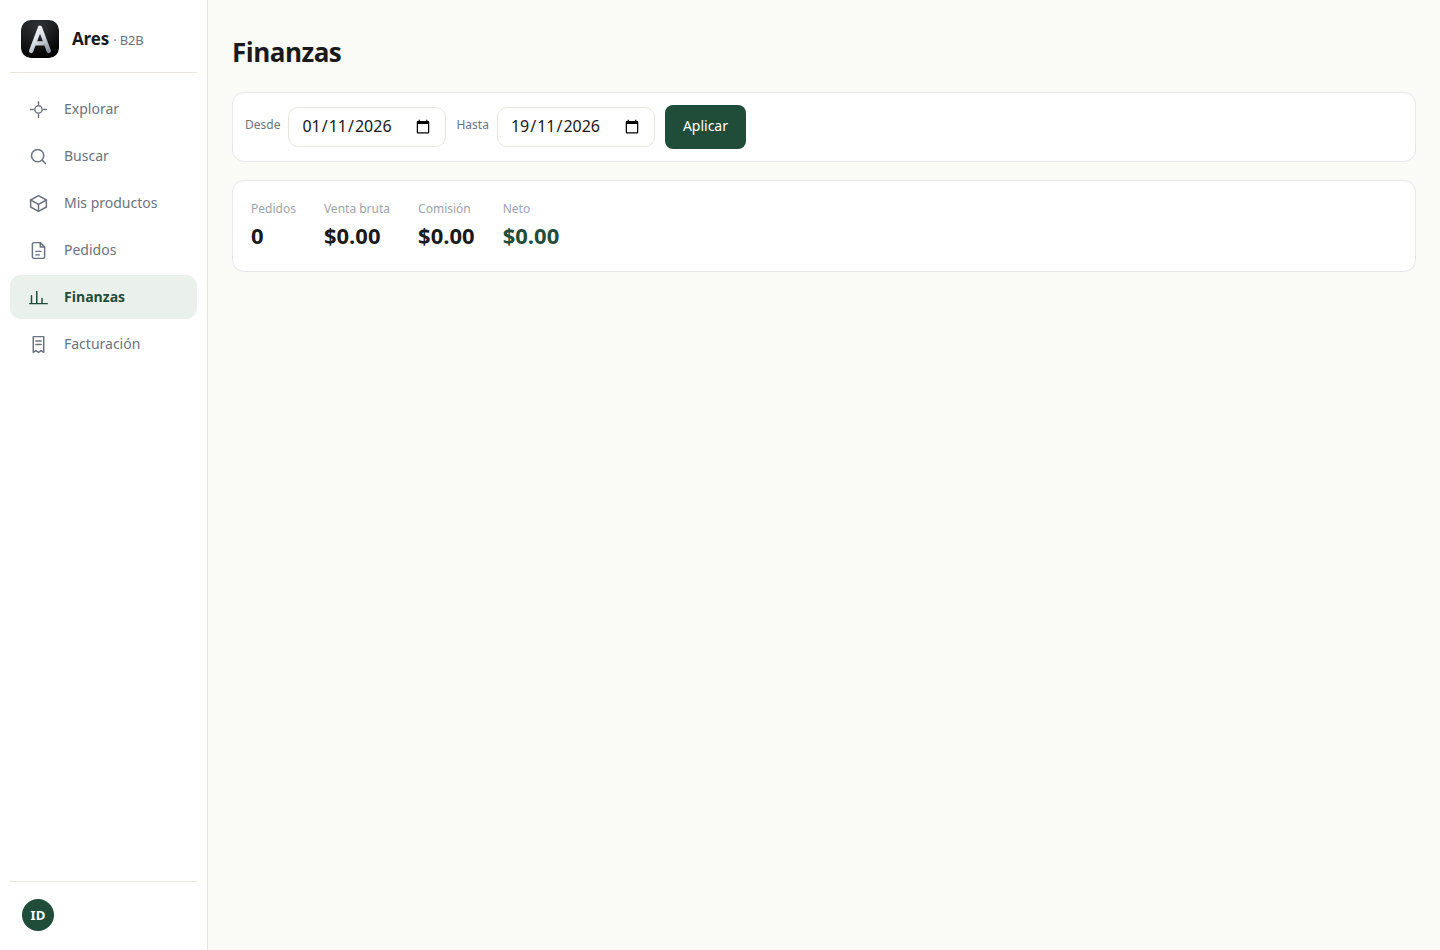 Ares · B2B
Explorar
Buscar
Mis productos
Pedidos
Finanzas
Facturación
ID
Finanzas
Desde 01/11/2026 Hasta 19/11/2026 Aplicar
Pedidos Venta bruta Comisión Neto
0 $0.00 $0.00 $0.00